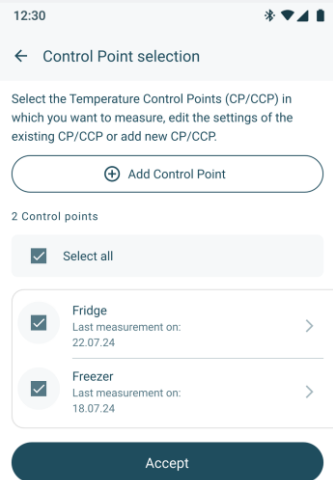 12:30
Control Point selection
Select the Temperature Control Points (CP/CCP) in
which you want to measure, edit the settings of the
existing CP/CCP or add new CP/CCP.
Add Control Point
2 Control points
Select all
Fridge
Last measurement on:
22.07.24
Freezer
Last measurement on:
18.07.24
Accept